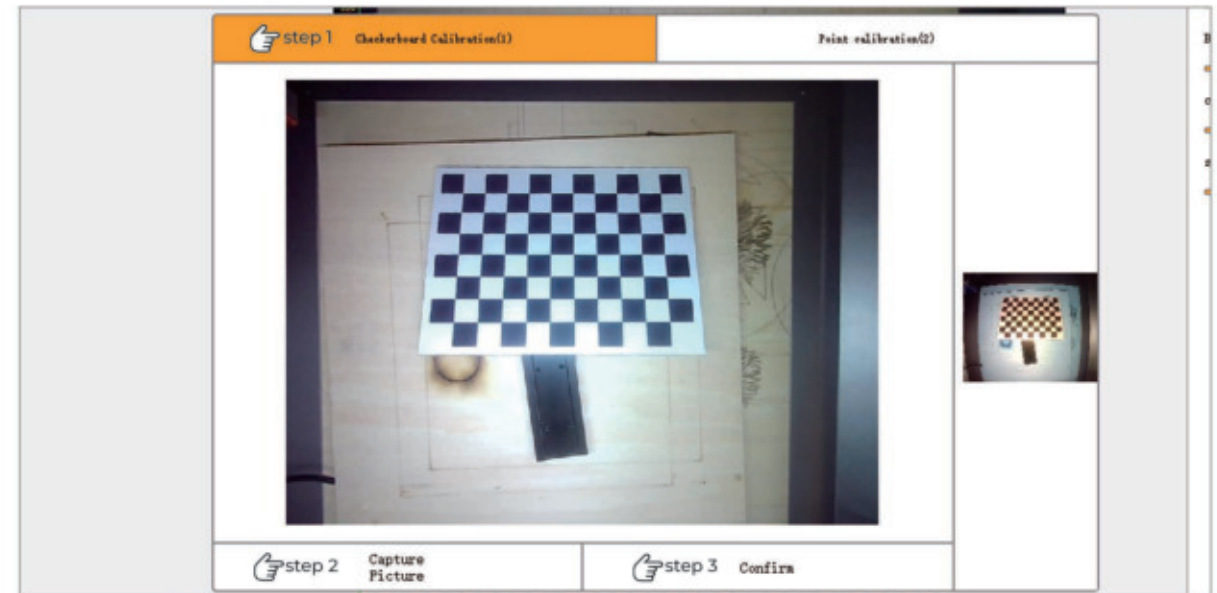 step 1 Checkerboard Calibration(1)
Point calibration(2)
step 2 Capture
Picture
step 3 Confirm